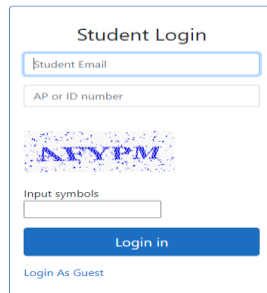 Student Login
Student Email
AP or ID number
AFYPM
Input symbols
Login in
Login As Guest